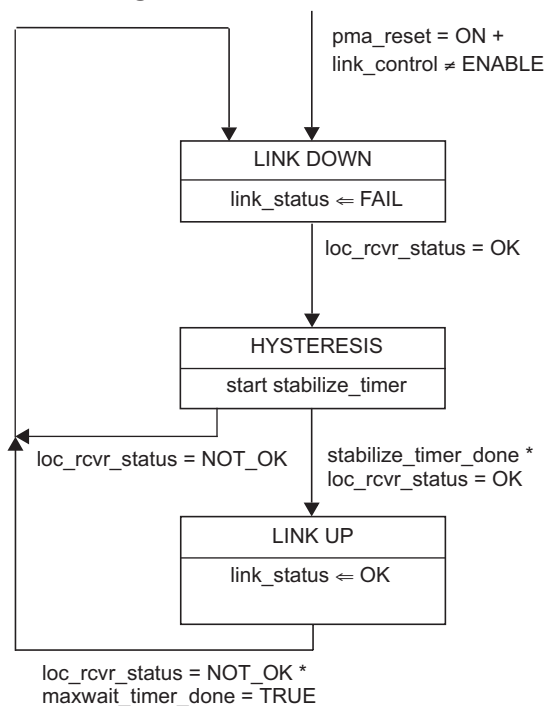 pma_reset = ON +
link_control ≠ ENABLE
LINK DOWN
link_status ⇐ FAIL
loc_rcvr_status = OK
HYSTERESIS
start stabilize_timer
loc_rcvr_status = NOT_OK
stabilize_timer_done *
loc_rcvr_status = OK
LINK UP
link_status ⇐ OK
loc_rcvr_status = NOT_OK *
maxwait_timer_done = TRUE